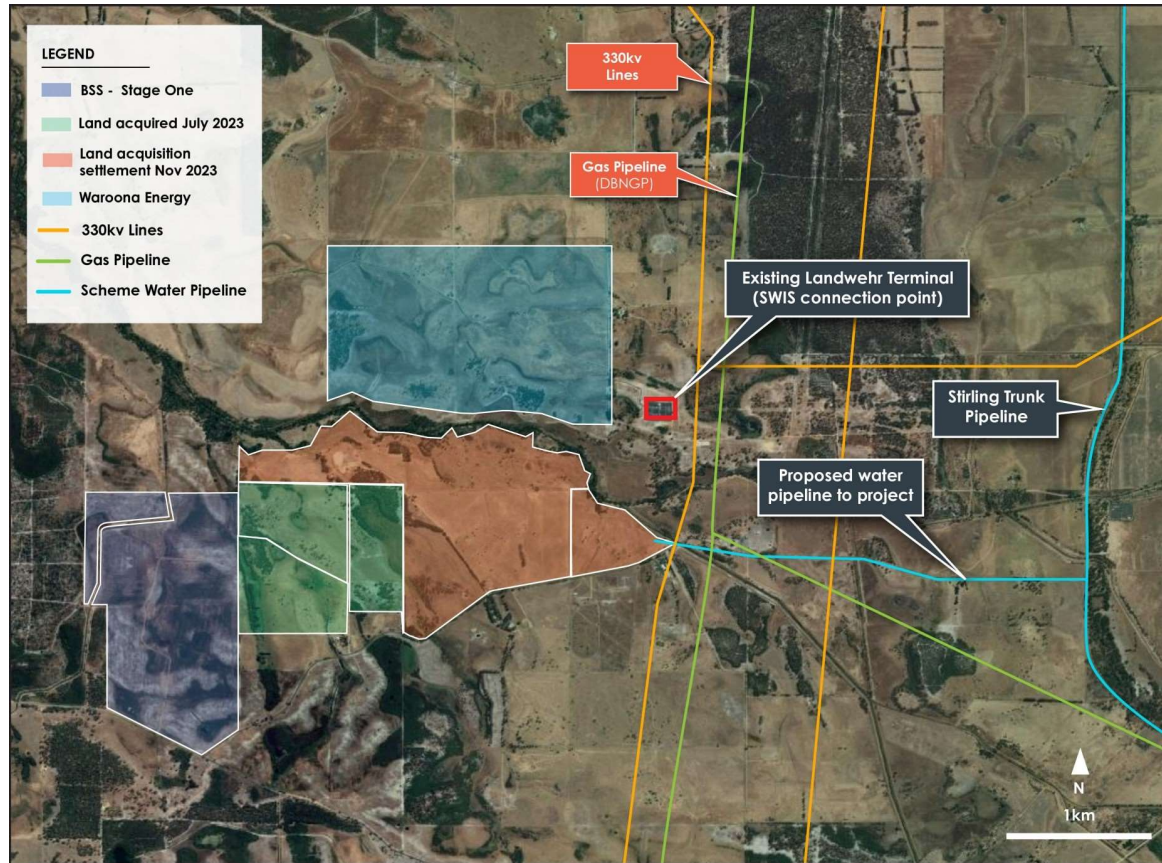 LEGEND
BSS - Stage One
Land acquired July 2023
Land acquisition
settlement Nov 2023
Waroona Energy
330kv Lines
Gas Pipeline
Scheme Water Pipeline
330kv
Lines
Gas Pipeline
(DBNGP)
Existing Landwehr Terminal
(SWIS connection point)
Stirling Trunk
Pipeline
Proposed water
pipeline to project
N
1km